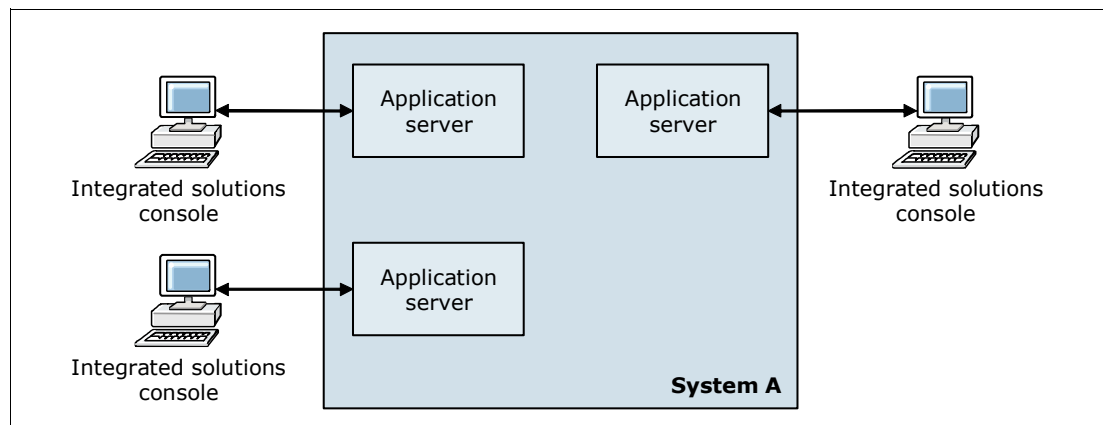 Application
server
Application
server
Integrated solutions
console
Integrated solutions
console
Application
server
Integrated solutions
console
System A